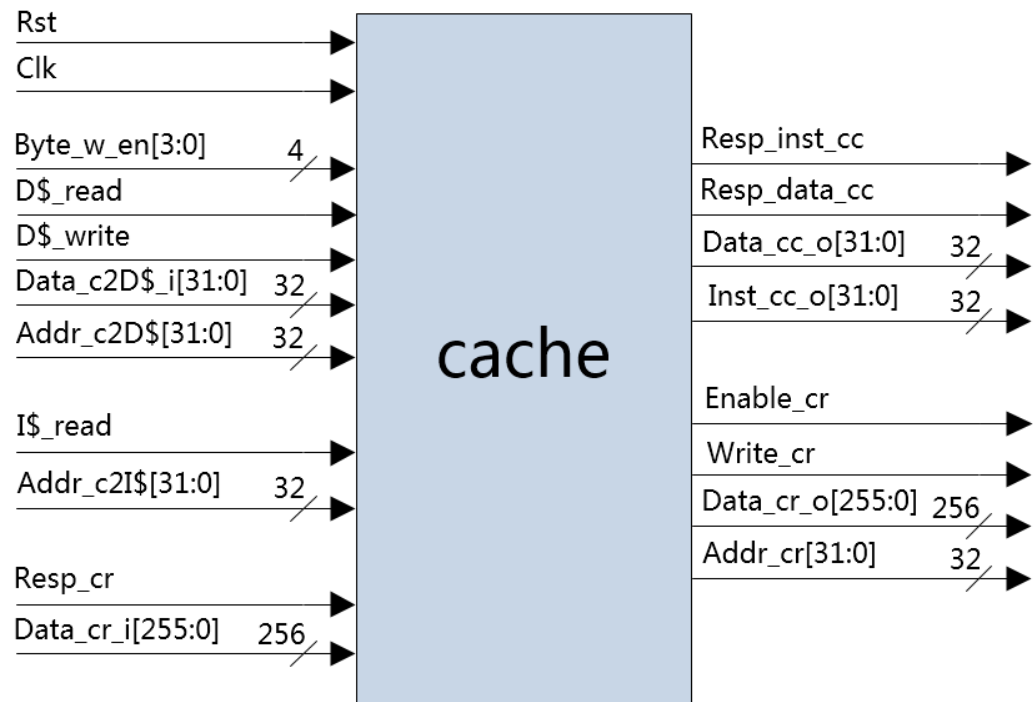 Rst
Clk
Byte_w_en[3:0] 4
D$_read
D$_write
Data_c2D$_i[31:0] 32
Addr_c2D$[31:0] 32
I$_read
Addr_c2I$[31:0] 32
Resp_cr
Data_cr_i[255:0] 256
cache
Resp_inst_cc
Resp_data_cc
Data_cc_o[31:0] 32
Inst_cc_o[31:0] 32
Enable_cr
Write_cr
Data_cr_o[255:0] 256
Addr_cr[31:0] 32